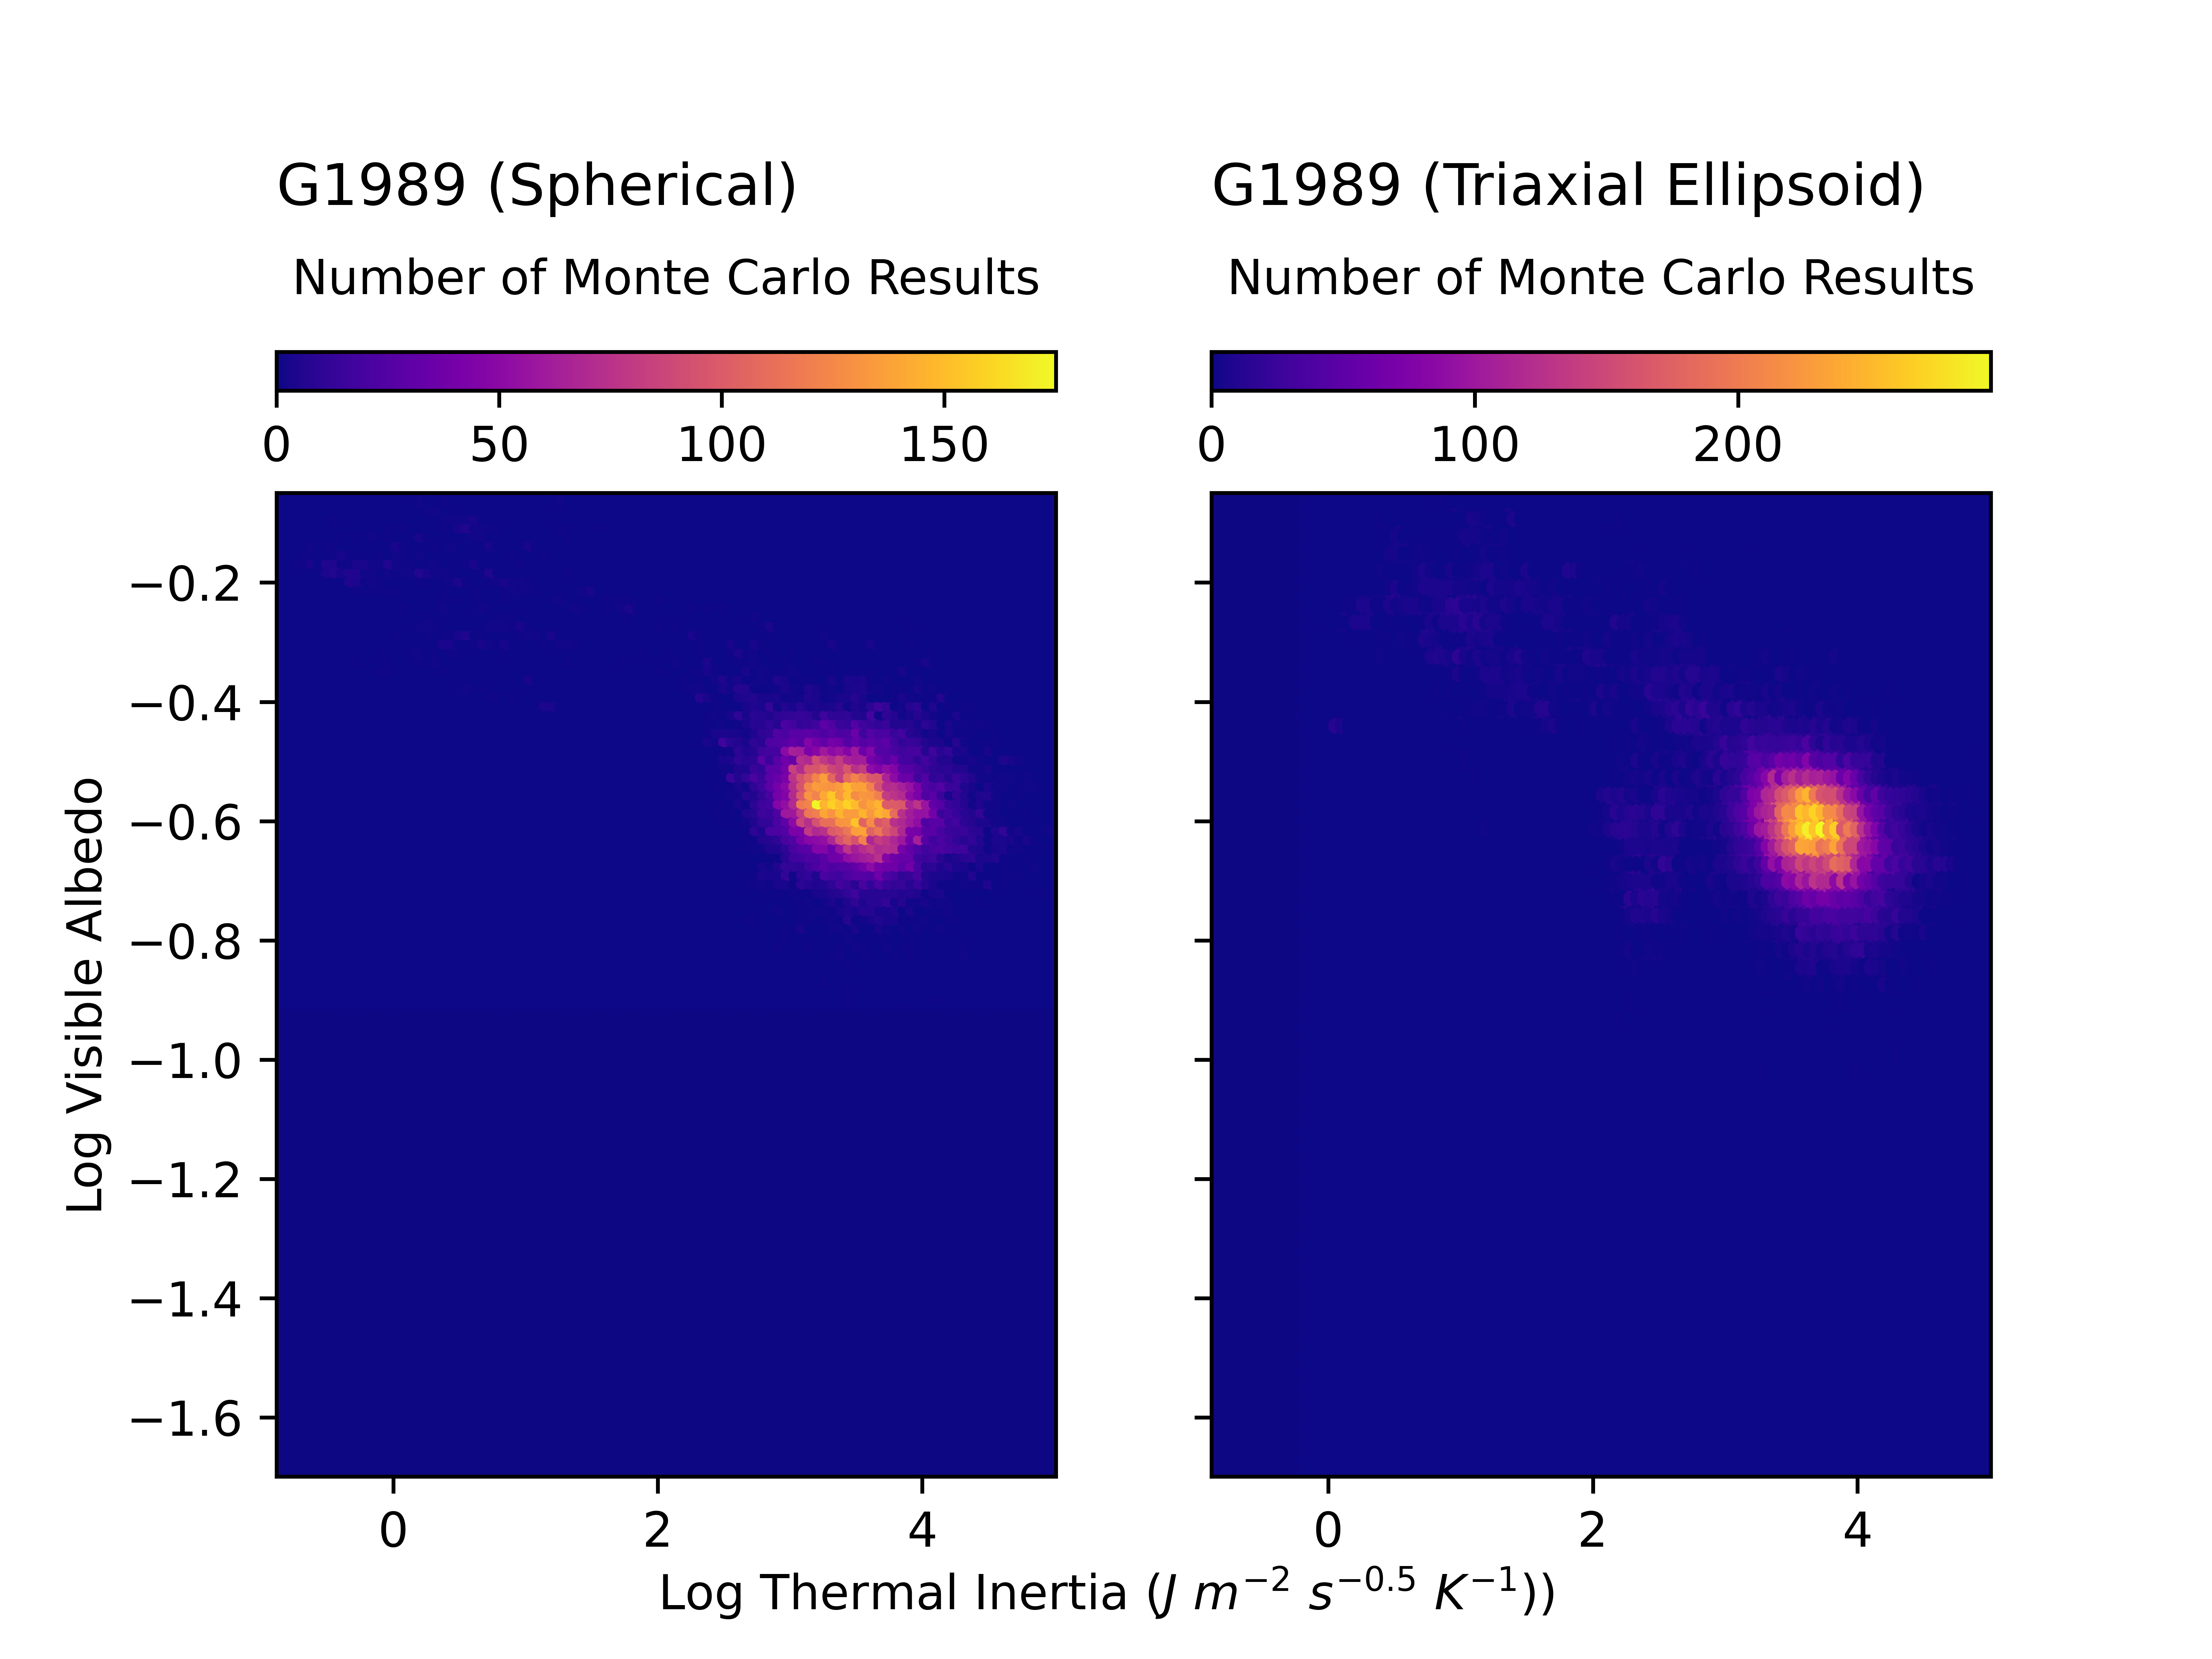 G1989 (Spherical)
Number of Monte Carlo Results
0 50 100 150
G1989 (Triaxial Ellipsoid)
Number of Monte Carlo Results
0 100 200
Log Visible Albedo
−0.2
−0.4
−0.6
−0.8
−1.0
−1.2
−1.4
−1.6
0 2 4
0 2 4
Log Thermal Inertia (J m⁻² s⁻⁰·⁵ K⁻¹))